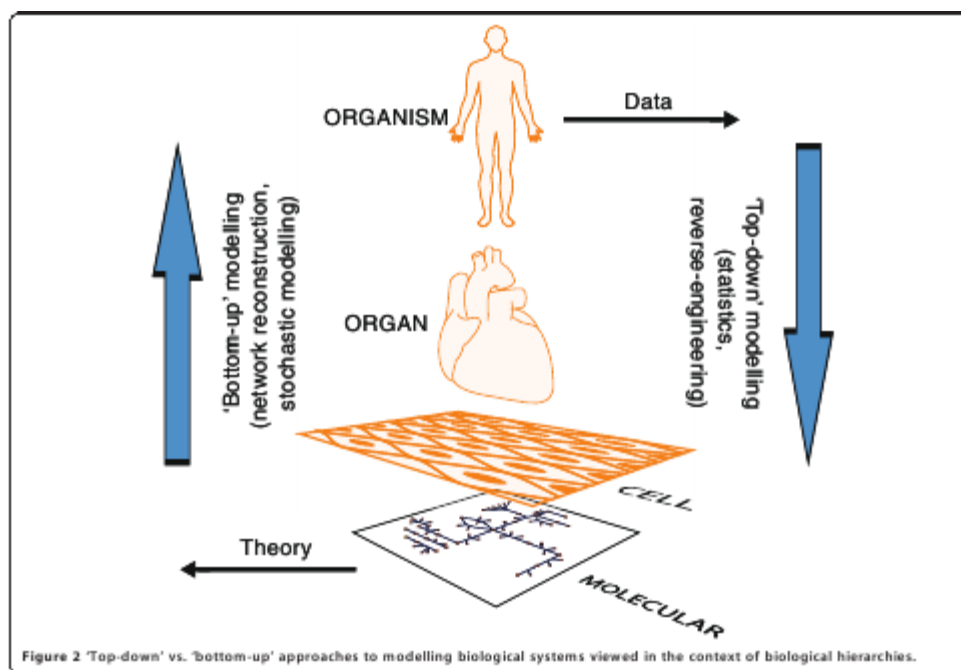 ORGANISM
Data
'Bottom-up' modelling
(network reconstruction,
stochastic modelling)
'Top-down' modelling
(statistics,
reverse-engineering)
ORGAN
CELL
Theory
MOLECULAR
Figure 2 'Top-down' vs. 'bottom-up' approaches to modelling biological systems viewed in the context of biological hierarchies.